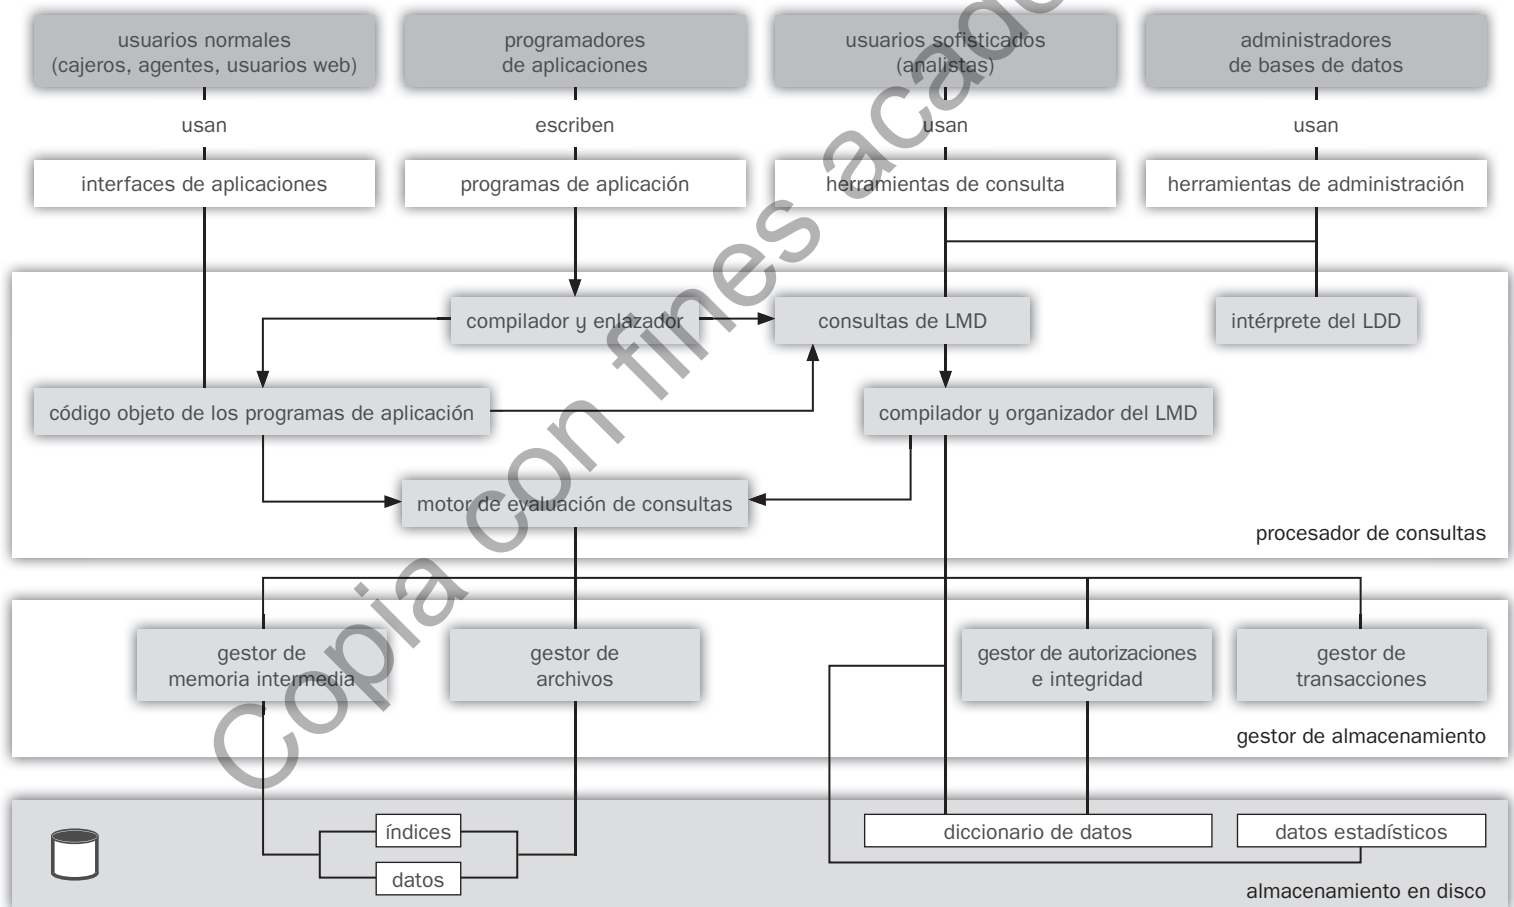 usuarios normales
(cajeros, agentes, usuarios web)
programadores
de aplicaciones
usuarios sofisticados
(analistas)
administradores
de bases de datos
usan
escriben
usan
usan
interfaces de aplicaciones
programas de aplicación
herramientas de consulta
herramientas de administración
compilador y enlazador
consultas de LMD
intérprete del LDD
código objeto de los programas de aplicación
compilador y organizador del LMD
motor de evaluación de consultas
procesador de consultas
gestor de
memoria intermedia
gestor de
archivos
gestor de autorizaciones
e integridad
gestor de
transacciones
gestor de almacenamiento
índices
datos
diccionario de datos
datos estadísticos
almacenamiento en disco
Copia con fines